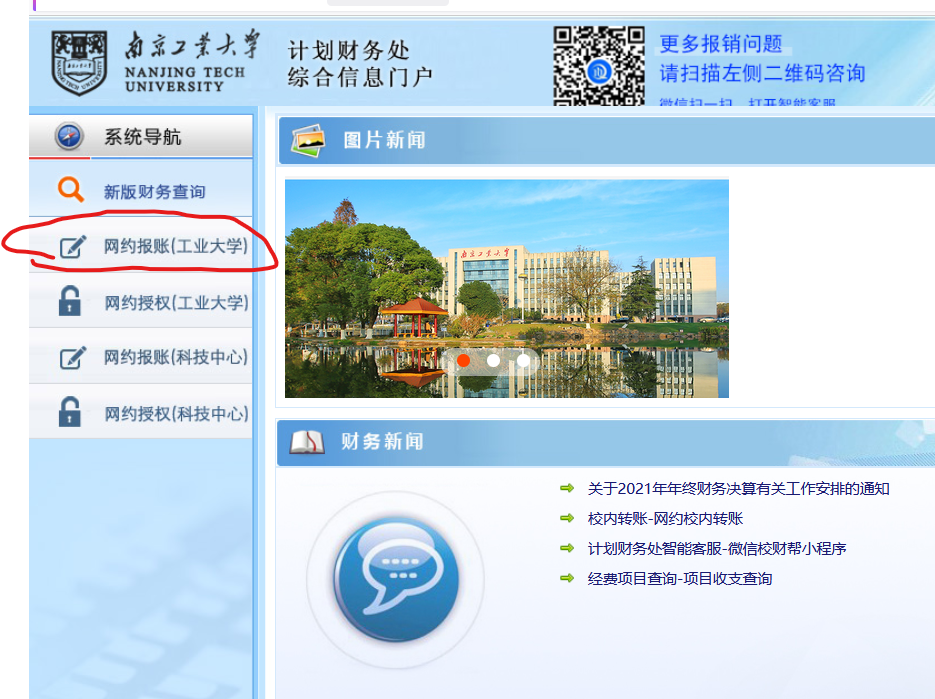 南京工业大学
NANJING TECH
UNIVERSITY
计划财务处
综合信息门户
更多报销问题
请扫描左侧二维码咨询
微信扫一扫，打开智能客服
系统导航
新版财务查询
网约报账(工业大学)
网约授权(工业大学)
网约报账(科技中心)
网约授权(科技中心)
图片新闻
南京工业大学
财务新闻
关于2021年年终财务决算有关工作安排的通知
校内转账-网约校内转账
计划财务处智能客服-微信校财帮小程序
经费项目查询-项目收支查询